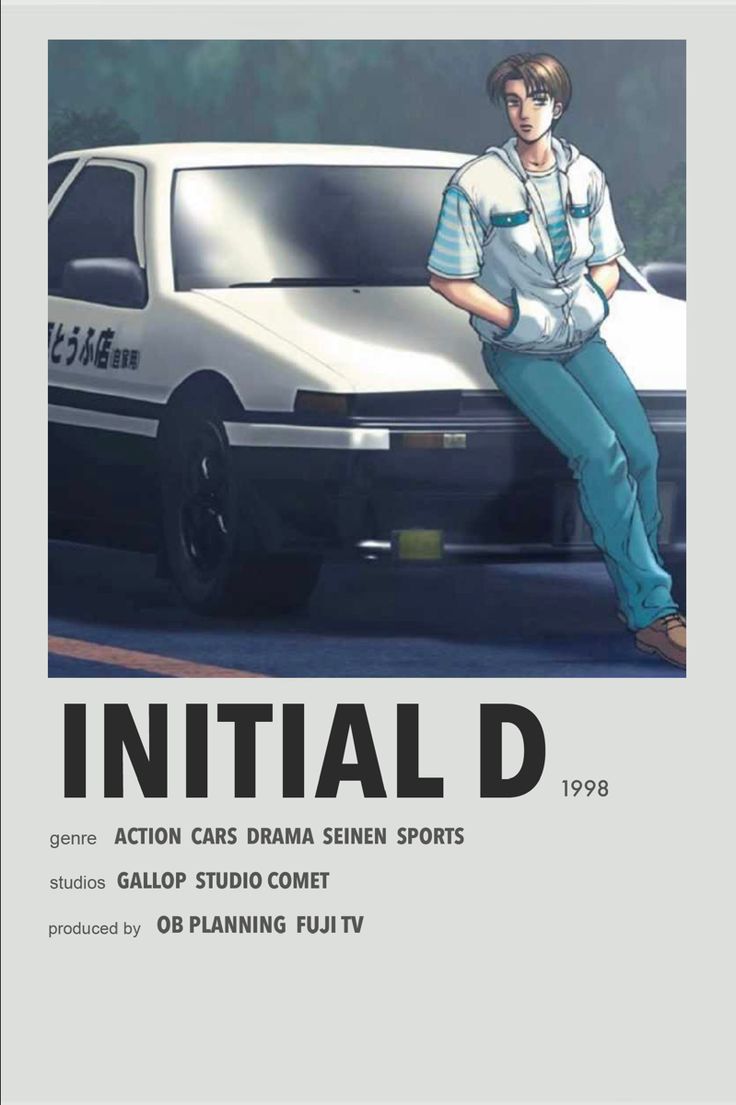 とうふ店(自家用)
INITIAL D 1998
genre ACTION CARS DRAMA SEINEN SPORTS
studios GALLOP STUDIO COMET
produced by OB PLANNING FUJI TV